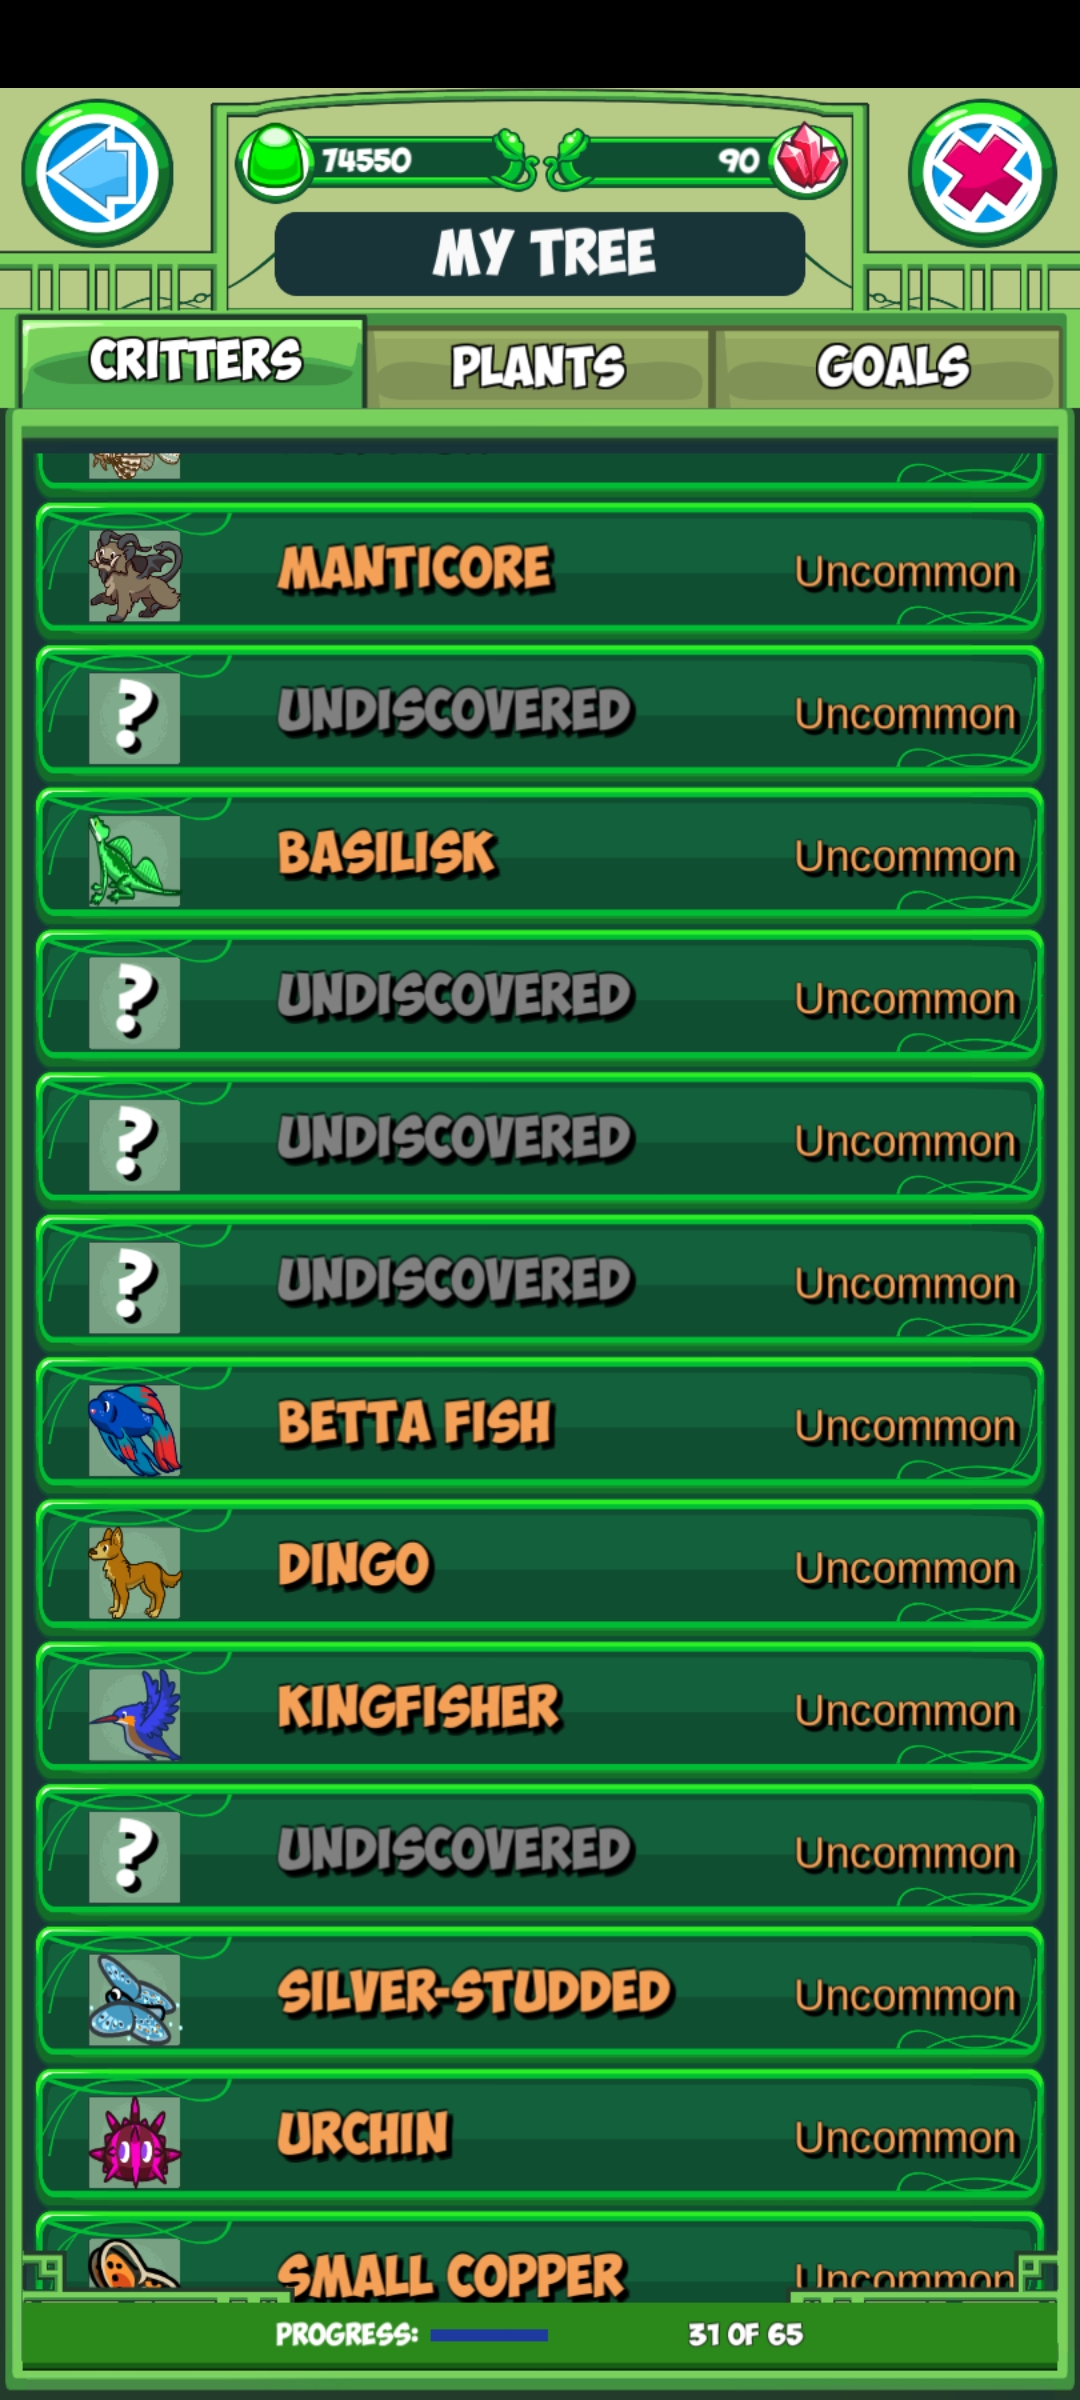 74550
90
MY TREE
CRITTERS
PLANTS
GOALS
MANTICORE
Uncommon
?
UNDISCOVERED
Uncommon
BASILISK
Uncommon
?
UNDISCOVERED
Uncommon
?
UNDISCOVERED
Uncommon
?
UNDISCOVERED
Uncommon
BETTA FISH
Uncommon
DINGO
Uncommon
KINGFISHER
Uncommon
?
UNDISCOVERED
Uncommon
SILVER-STUDDED
Uncommon
URCHIN
Uncommon
SMALL COPPER
Uncommon
PROGRESS:
31 OF 65